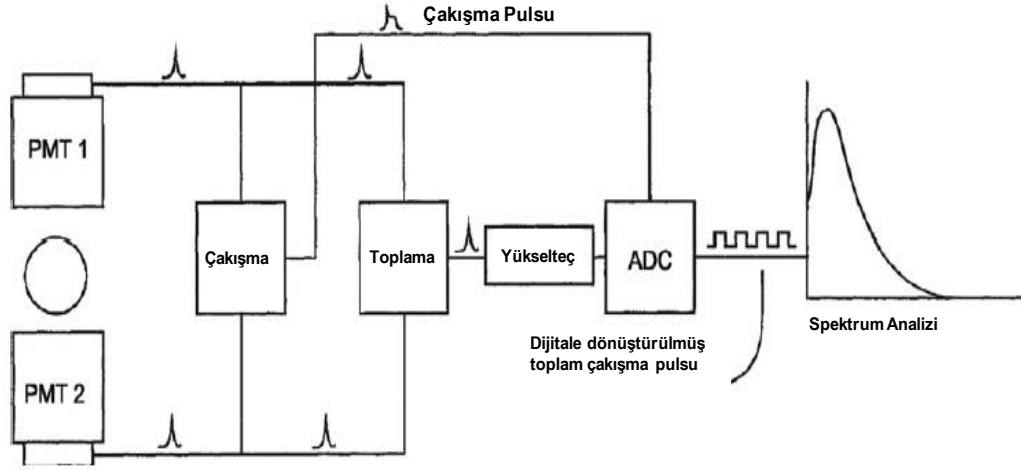 Çakışma Pulsu
PMT 1
Çakışma
Toplama
Yükselteç
ADC
Spektrum Analizi
Dijitale dönüştürülmüş
toplam çakışma pulsu
PMT 2